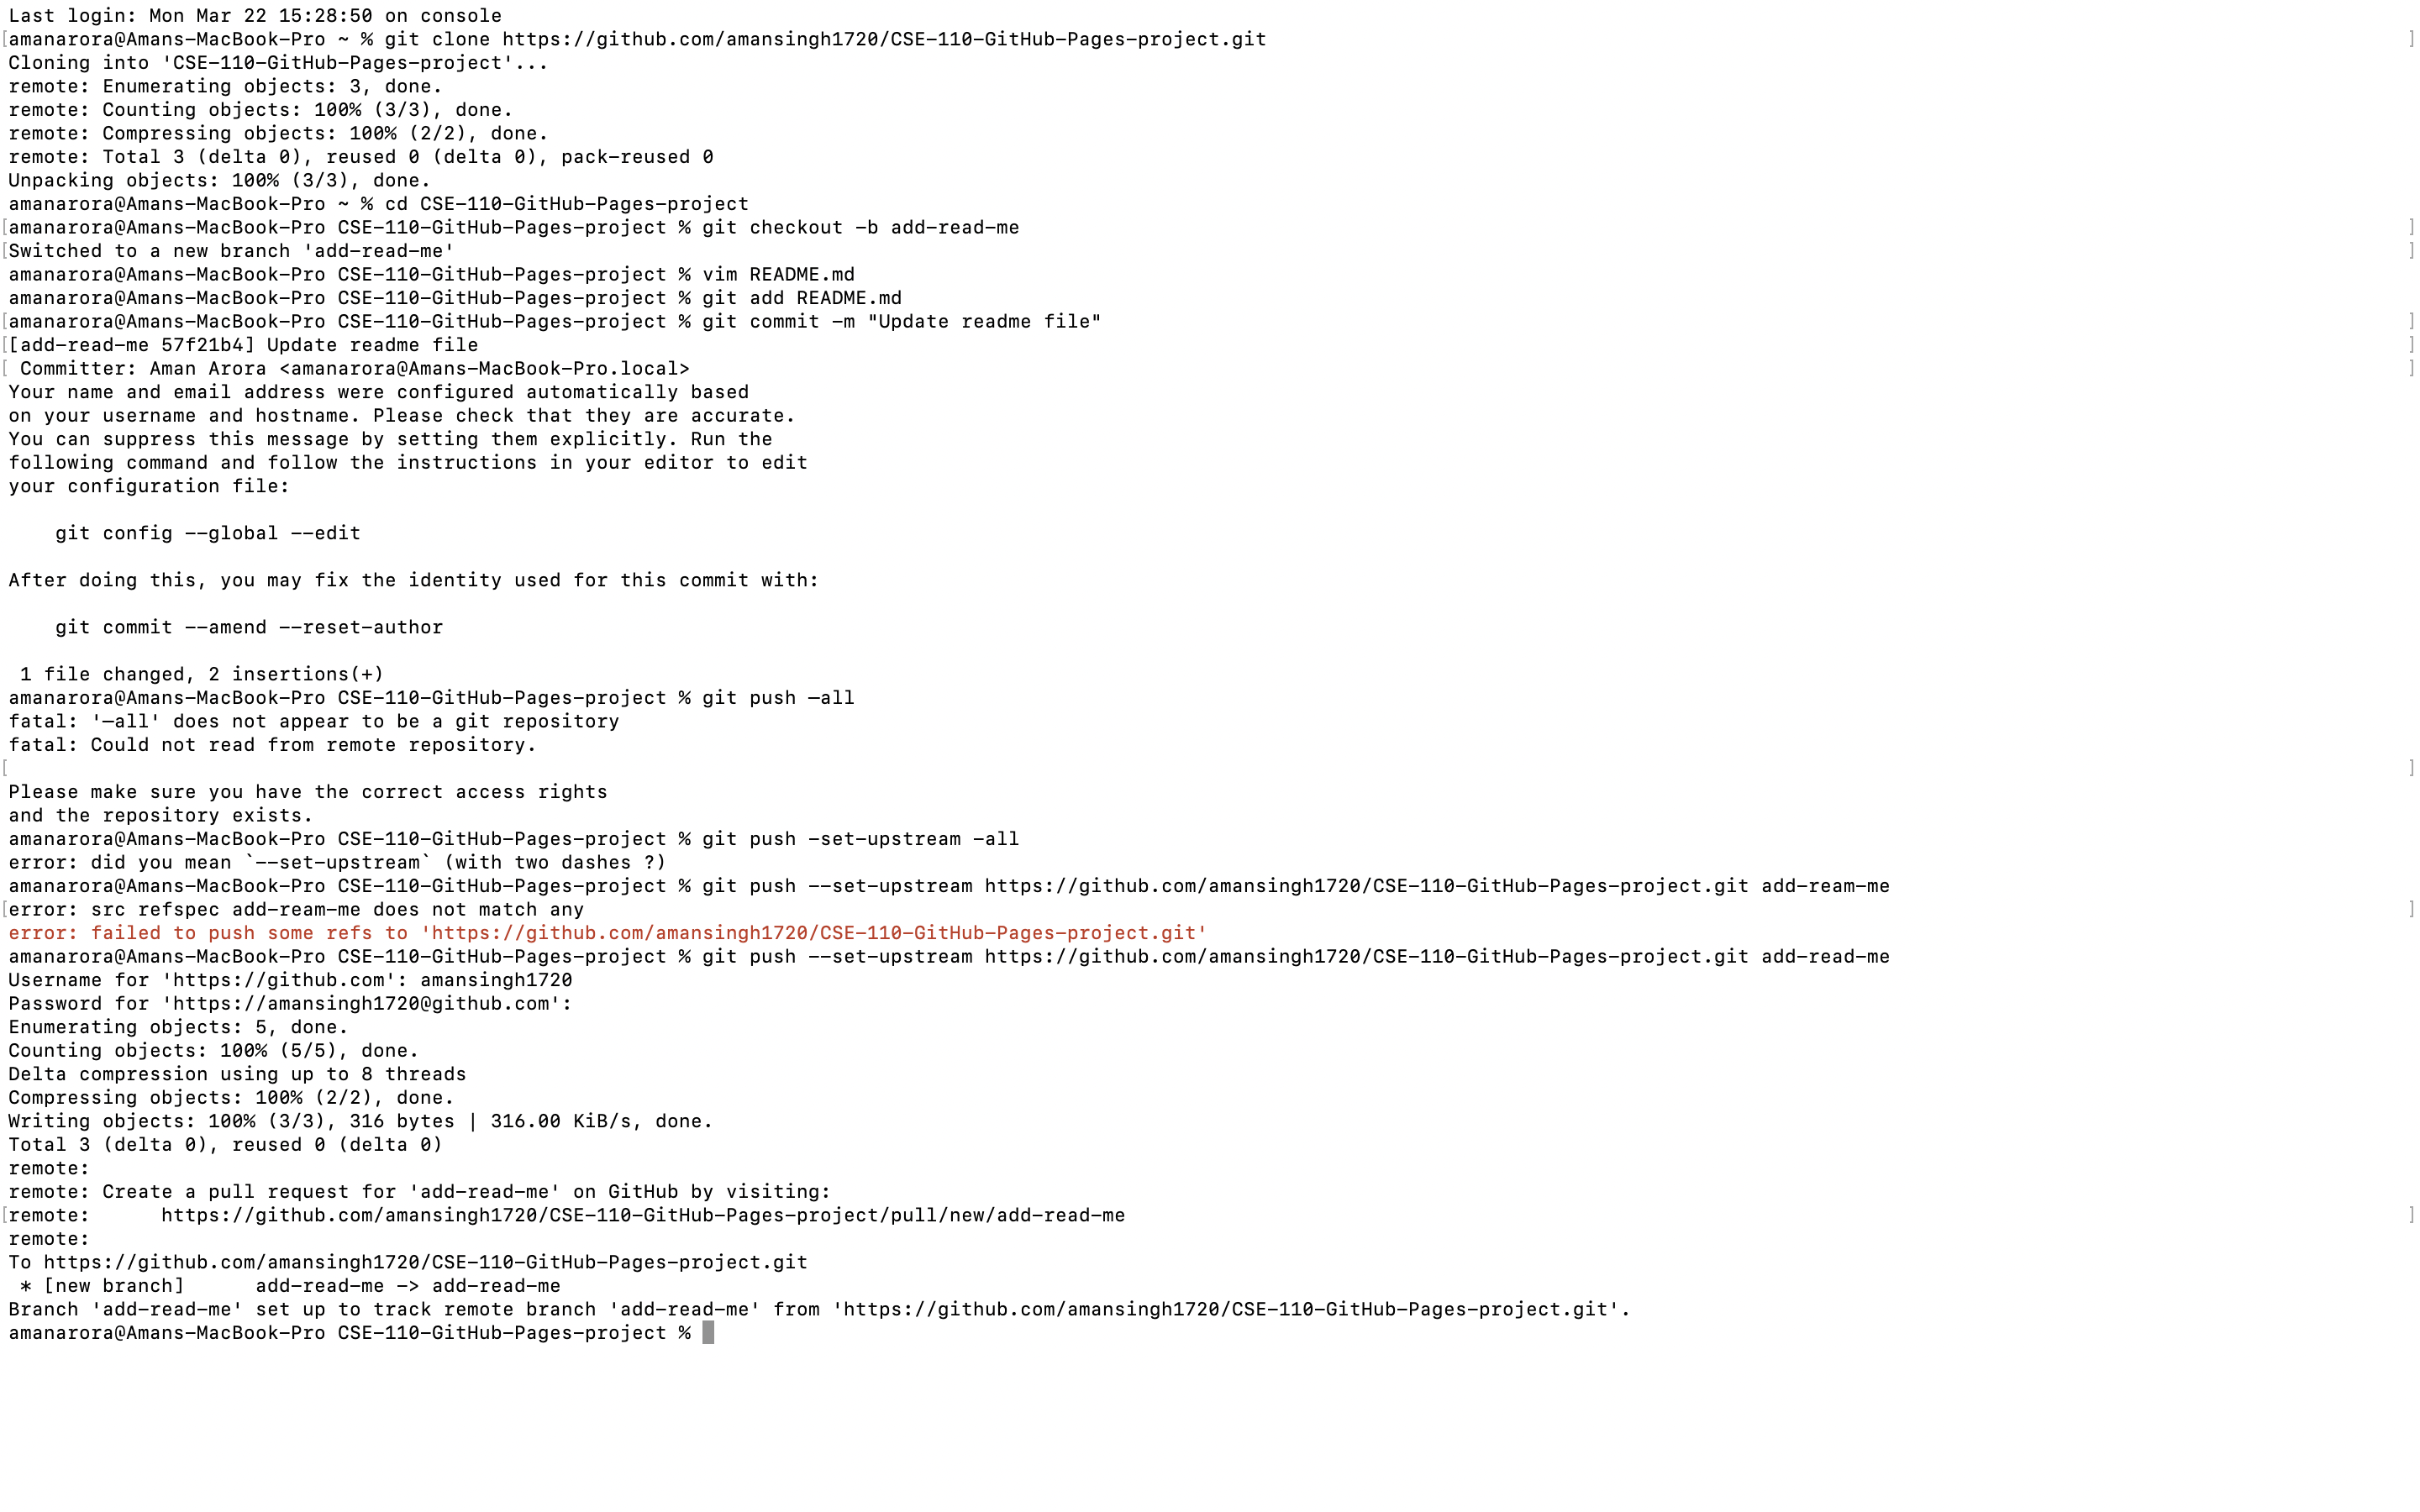 Last login: Mon Mar 22 15:28:50 on console
[amanarora@Amans-MacBook-Pro ~ % git clone https://github.com/amansingh1720/CSE-110-GitHub-Pages-project.git ]
Cloning into 'CSE-110-GitHub-Pages-project'...
remote: Enumerating objects: 3, done.
remote: Counting objects: 100% (3/3), done.
remote: Compressing objects: 100% (2/2), done.
remote: Total 3 (delta 0), reused 0 (delta 0), pack-reused 0
Unpacking objects: 100% (3/3), done.
amanarora@Amans-MacBook-Pro ~ % cd CSE-110-GitHub-Pages-project
[amanarora@Amans-MacBook-Pro CSE-110-GitHub-Pages-project % git checkout -b add-read-me ]
[Switched to a new branch 'add-read-me' ]
amanarora@Amans-MacBook-Pro CSE-110-GitHub-Pages-project % vim README.md
amanarora@Amans-MacBook-Pro CSE-110-GitHub-Pages-project % git add README.md
[amanarora@Amans-MacBook-Pro CSE-110-GitHub-Pages-project % git commit -m "Update readme file" ]
[[add-read-me 57f21b4] Update readme file ]
[ Committer: Aman Arora <amanarora@Amans-MacBook-Pro.local> ]
Your name and email address were configured automatically based
on your username and hostname. Please check that they are accurate.
You can suppress this message by setting them explicitly. Run the
following command and follow the instructions in your editor to edit
your configuration file:
    git config --global --edit
After doing this, you may fix the identity used for this commit with:
    git commit --amend --reset-author
 1 file changed, 2 insertions(+)
amanarora@Amans-MacBook-Pro CSE-110-GitHub-Pages-project % git push —all
fatal: '—all' does not appear to be a git repository
fatal: Could not read from remote repository.
[ ]
Please make sure you have the correct access rights
and the repository exists.
amanarora@Amans-MacBook-Pro CSE-110-GitHub-Pages-project % git push -set-upstream -all
error: did you mean `--set-upstream` (with two dashes ?)
amanarora@Amans-MacBook-Pro CSE-110-GitHub-Pages-project % git push --set-upstream https://github.com/amansingh1720/CSE-110-GitHub-Pages-project.git add-ream-me
[error: src refspec add-ream-me does not match any ]
error: failed to push some refs to 'https://github.com/amansingh1720/CSE-110-GitHub-Pages-project.git'
amanarora@Amans-MacBook-Pro CSE-110-GitHub-Pages-project % git push --set-upstream https://github.com/amansingh1720/CSE-110-GitHub-Pages-project.git add-read-me
Username for 'https://github.com': amansingh1720
Password for 'https://amansingh1720@github.com':
Enumerating objects: 5, done.
Counting objects: 100% (5/5), done.
Delta compression using up to 8 threads
Compressing objects: 100% (2/2), done.
Writing objects: 100% (3/3), 316 bytes | 316.00 KiB/s, done.
Total 3 (delta 0), reused 0 (delta 0)
remote:
remote: Create a pull request for 'add-read-me' on GitHub by visiting:
[remote:      https://github.com/amansingh1720/CSE-110-GitHub-Pages-project/pull/new/add-read-me ]
remote:
To https://github.com/amansingh1720/CSE-110-GitHub-Pages-project.git
 * [new branch]      add-read-me -> add-read-me
Branch 'add-read-me' set up to track remote branch 'add-read-me' from 'https://github.com/amansingh1720/CSE-110-GitHub-Pages-project.git'.
amanarora@Amans-MacBook-Pro CSE-110-GitHub-Pages-project %